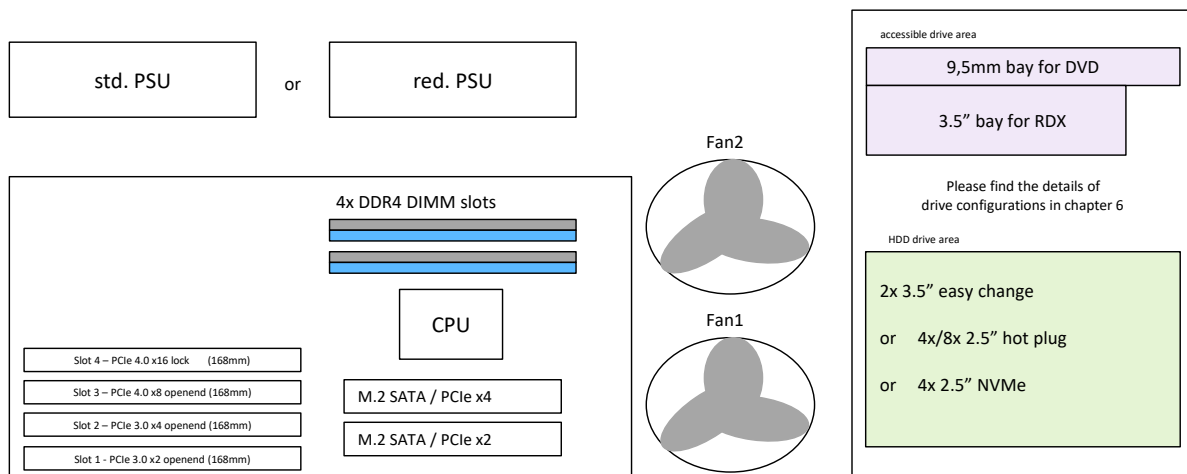 std. PSU
or
red. PSU
4x DDR4 DIMM slots
CPU
Slot 4 – PCIe 4.0 x16 lock (168mm)
Slot 3 – PCIe 4.0 x8 openend (168mm)
Slot 2 – PCIe 3.0 x4 openend (168mm)
Slot 1 - PCIe 3.0 x2 openend (168mm)
M.2 SATA / PCIe x4
M.2 SATA / PCIe x2
Fan2
Fan1
accessible drive area
9,5mm bay for DVD
3.5” bay for RDX
Please find the details of
drive configurations in chapter 6
HDD drive area
2x 3.5” easy change
or 4x/8x 2.5” hot plug
or 4x 2.5” NVMe